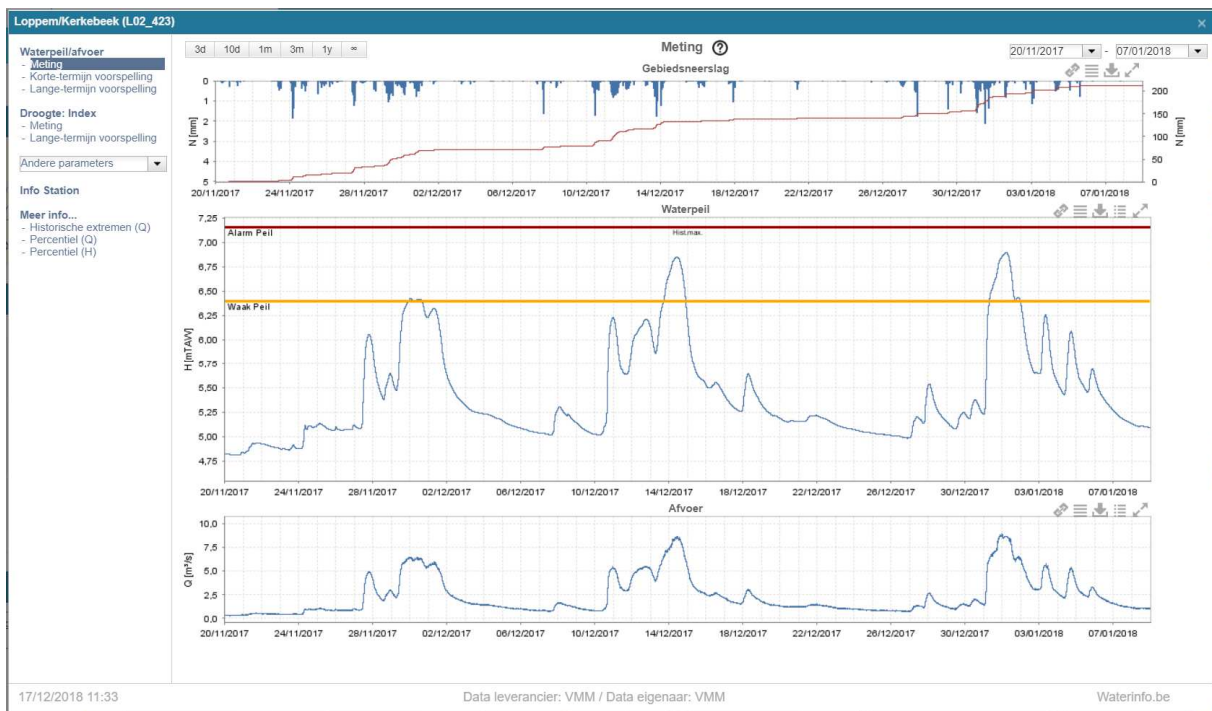 Loppem/Kerkebeek (L02_423) ×
Waterpeil/afvoer
- Meting
- Korte-termijn voorspelling
- Lange-termijn voorspelling
Droogte: Index
- Meting
- Lange-termijn voorspelling
Andere parameters
Info Station
Meer info...
- Historische extremen (Q)
- Percentiel (Q)
- Percentiel (H)
3d 10d 1m 3m 1y ∞
Meting ?
20/11/2017 - 07/01/2018
Gebiedsneerslag
N [mm]
0
1
2
3
4
5
200
150
100
50
0
N [mm]
20/11/2017 24/11/2017 28/11/2017 02/12/2017 06/12/2017 10/12/2017 14/12/2017 18/12/2017 22/12/2017 26/12/2017 30/12/2017 03/01/2018 07/01/2018
Waterpeil
H [mTAW]
7,25
7,00
6,75
6,50
6,25
6,00
5,75
5,50
5,25
5,00
4,75
Alarm Peil
Hist.max.
Waak Peil
20/11/2017 24/11/2017 28/11/2017 02/12/2017 06/12/2017 10/12/2017 14/12/2017 18/12/2017 22/12/2017 26/12/2017 30/12/2017 03/01/2018 07/01/2018
Afvoer
Q [m³/s]
10,0
7,5
5,0
2,5
0,0
20/11/2017 24/11/2017 28/11/2017 02/12/2017 06/12/2017 10/12/2017 14/12/2017 18/12/2017 22/12/2017 26/12/2017 30/12/2017 03/01/2018 07/01/2018
17/12/2018 11:33
Data leverancier: VMM / Data eigenaar: VMM
Waterinfo.be